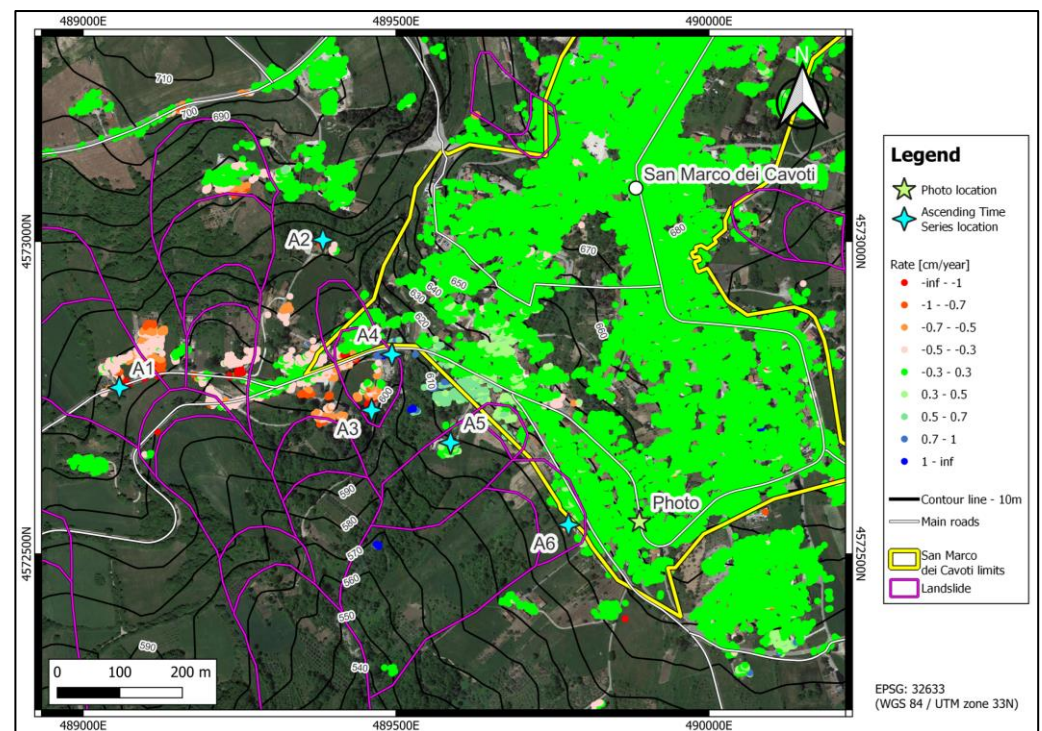 489000E
489500E
490000E
N
710
700
690
4573000N
San Marco dei Cavoti
680
A2
670
650
640
630
620
660
A4
A1
610
600
A3
A5
590
Photo
580
A6
570
4572500N
560
550
590
540
0 100 200 m
489000E
489500E
490000E
4573000N
4572500N
Legend
Photo location
Ascending Time
Series location
Rate [cm/year]
-inf - -1
-1 - -0.7
-0.7 - -0.5
-0.5 - -0.3
-0.3 - 0.3
0.3 - 0.5
0.5 - 0.7
0.7 - 1
1 - inf
Contour line - 10m
Main roads
San Marco
dei Cavoti limits
Landslide
EPSG: 32633
(WGS 84 / UTM zone 33N)